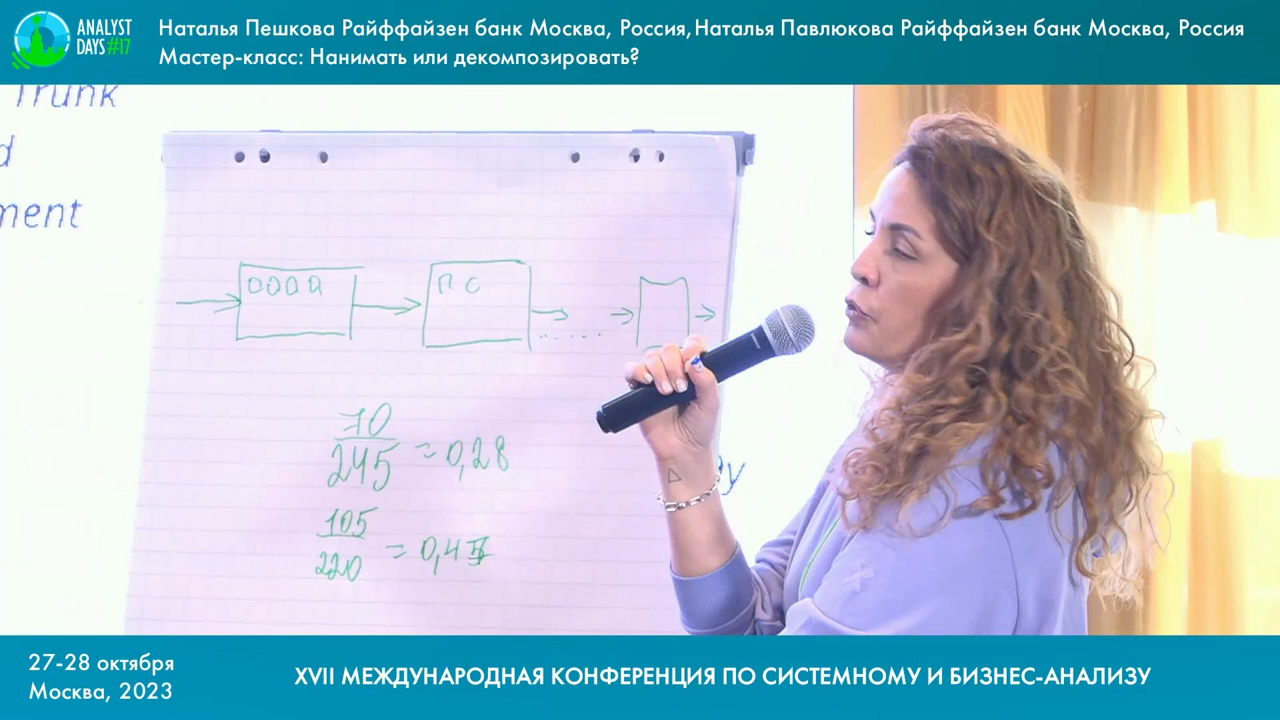 ANALYST
DAYS#17
Наталья Пешкова Райффайзен банк Москва, Россия,Наталья Павлюкова Райффайзен банк Москва, Россия
Мастер-класс: Нанимать или декомпозировать?
Trunk
d
ment
П С
70
245
= 0,28
105
220
= 0,4
y
27-28 октября
Москва, 2023
XVII МЕЖДУНАРОДНАЯ КОНФЕРЕНЦИЯ ПО СИСТЕМНОМУ И БИЗНЕС-АНАЛИЗУ